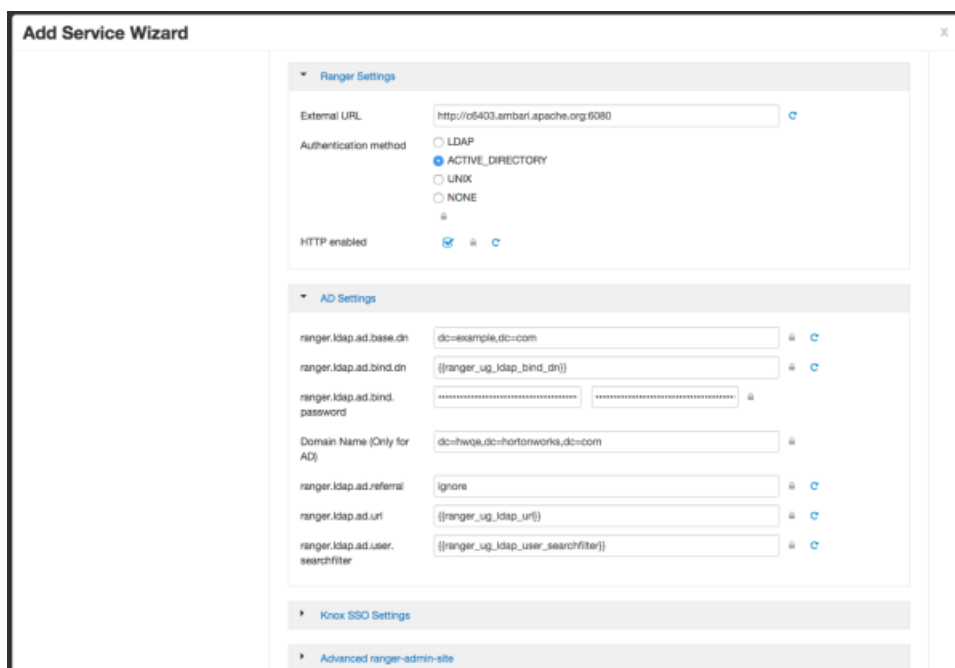 Add Service Wizard
x
Ranger Settings
External URL
http://c6403.ambari.apache.org:6080
Authentication method
LDAP
ACTIVE_DIRECTORY
UNIX
NONE
HTTP enabled
AD Settings
ranger.ldap.ad.base.dn
dc=example,dc=com
ranger.ldap.ad.bind.dn
{{ranger_ug_ldap_bind_dn}}
ranger.ldap.ad.bind.
password
Domain Name (Only for
AD)
dc=hwqe,dc=hortonworks,dc=com
ranger.ldap.ad.referral
ignore
ranger.ldap.ad.url
{{ranger_ug_ldap_url}}
ranger.ldap.ad.user.
searchfilter
{{ranger_ug_ldap_user_searchfilter}}
Knox SSO Settings
Advanced ranger-admin-site